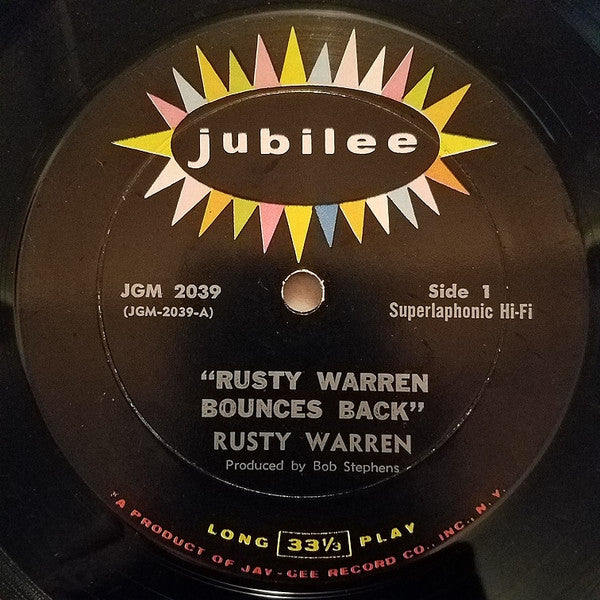 jubilee
JGM 2039
(JGM-2039-A)
Side 1
Superlaphonic Hi-Fi
"RUSTY WARREN
BOUNCES BACK"
RUSTY WARREN
Produced by Bob Stephens
LONG 33⅓ PLAY
A PRODUCT OF JAY-GEE RECORD CO., INC., N.Y.